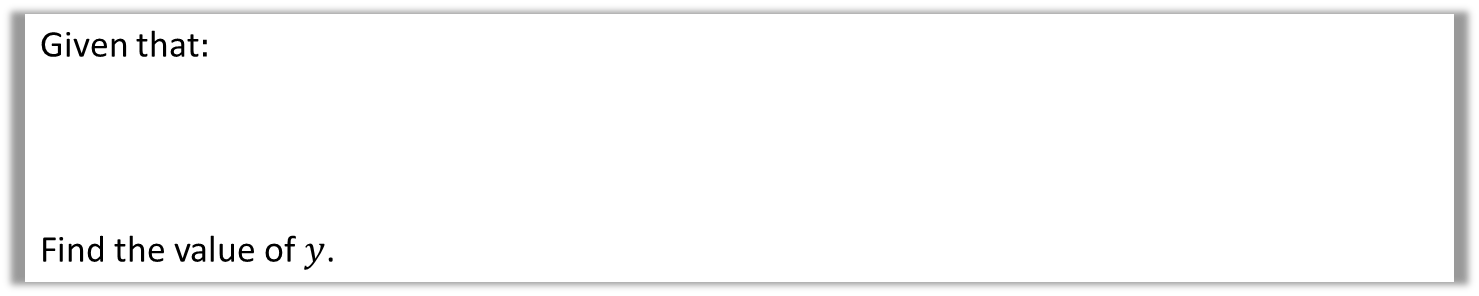 Given that:
Find the value of y.